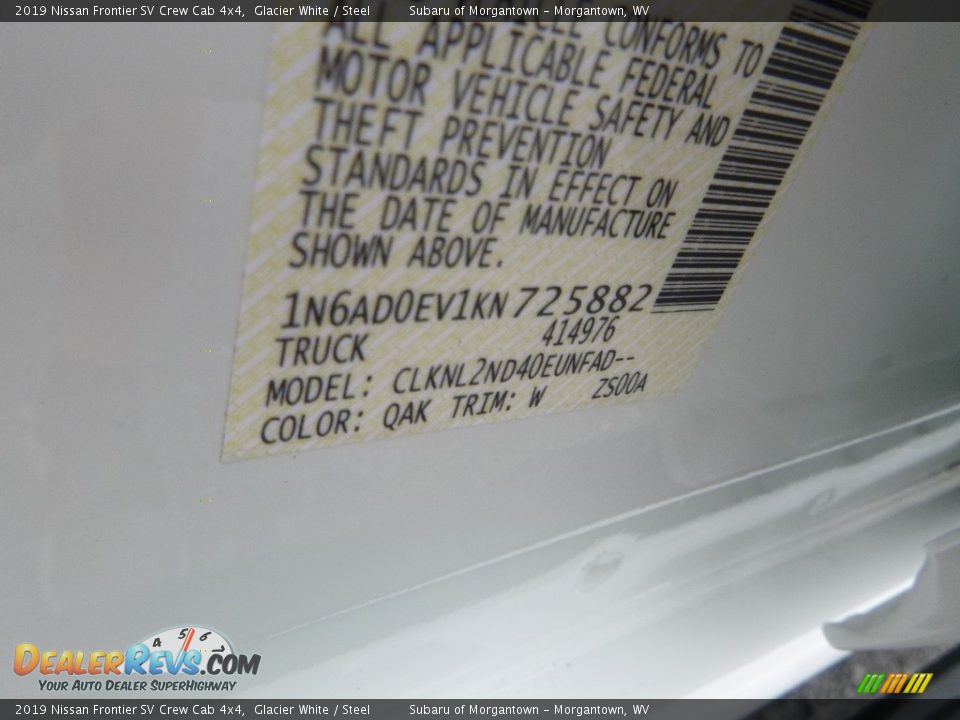 2019 Nissan Frontier SV Crew Cab 4x4, Glacier White / Steel Subaru of Morgantown - Morgantown, WV
CONFORMS TO
ALL APPLICABLE FEDERAL
MOTOR VEHICLE SAFETY AND
THEFT PREVENTION
STANDARDS IN EFFECT ON
THE DATE OF MANUFACTURE
SHOWN ABOVE.
1N6AD0EV1KN725882
TRUCK 414976
MODEL: CLKNL2ND40EUNFAD--
COLOR: QAK TRIM: W ZS00A
4 5 6
DEALERREVS.COM
YOUR AUTO DEALER SUPERHIGHWAY
2019 Nissan Frontier SV Crew Cab 4x4, Glacier White / Steel Subaru of Morgantown - Morgantown, WV